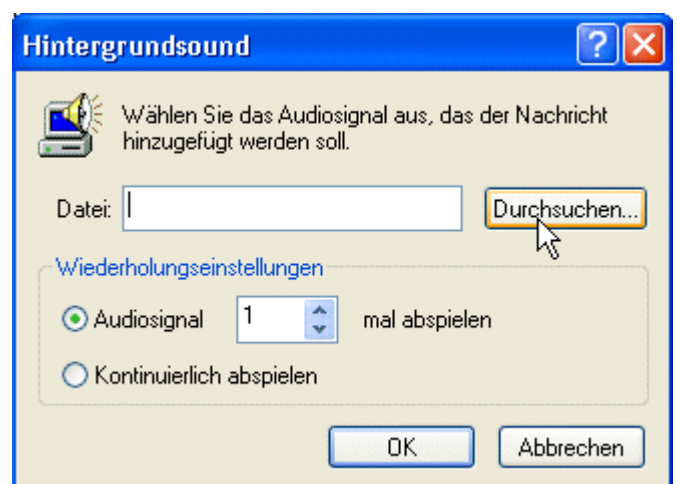 Hintergrundsound
Wählen Sie das Audiosignal aus, das der Nachricht
hinzugefügt werden soll.
Datei: Durchsuchen...
Wiederholungseinstellungen
Audiosignal 1 mal abspielen
Kontinuierlich abspielen
OK Abbrechen